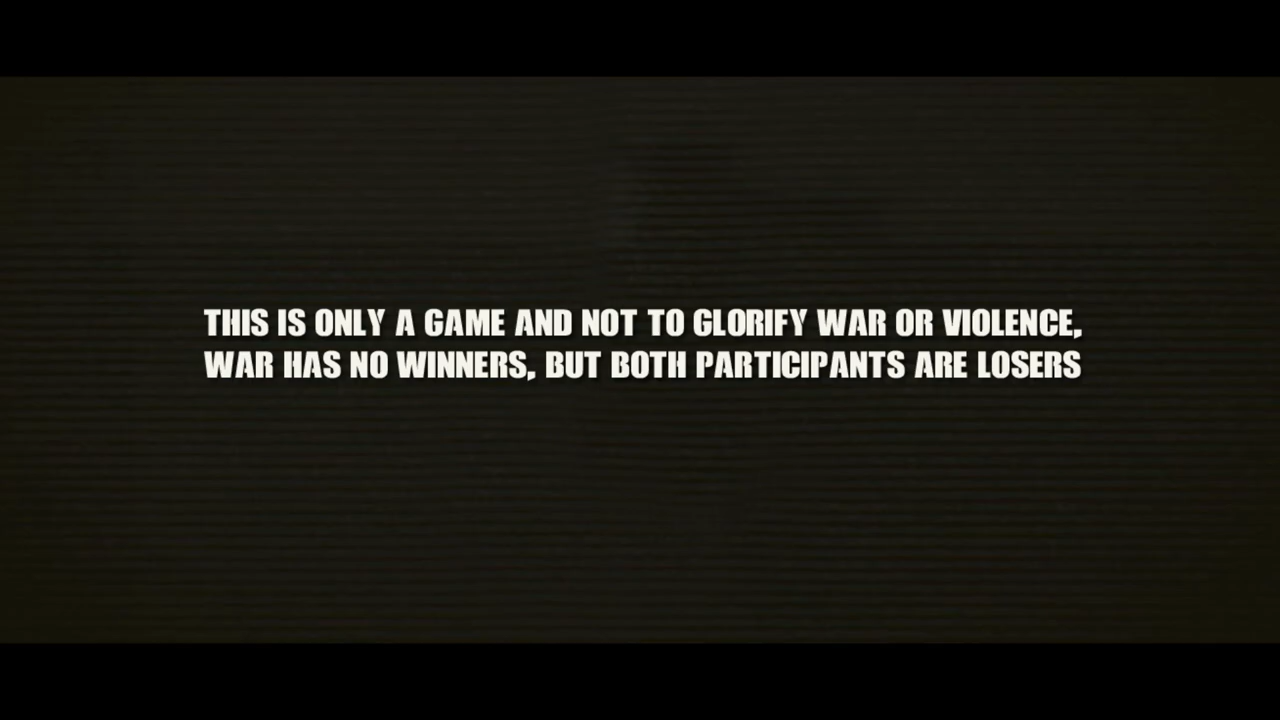 THIS IS ONLY A GAME AND NOT TO GLORIFY WAR OR VIOLENCE,
WAR HAS NO WINNERS, BUT BOTH PARTICIPANTS ARE LOSERS